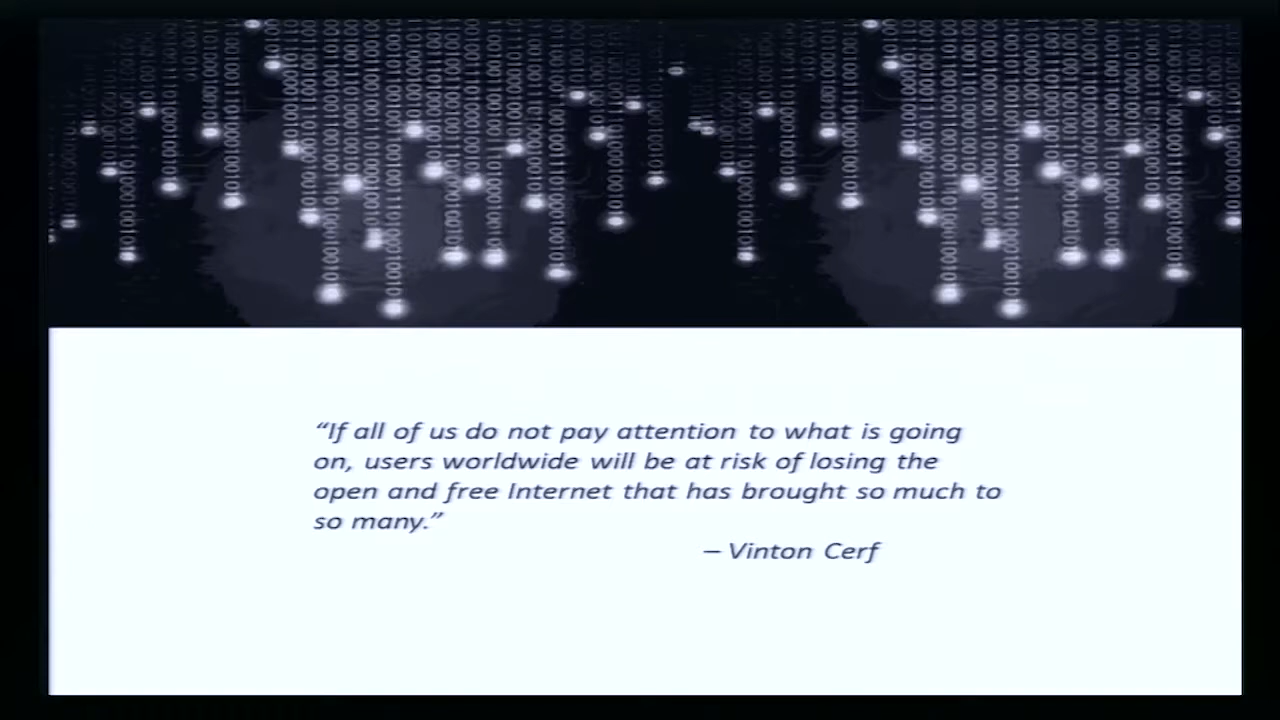 “If all of us do not pay attention to what is going
on, users worldwide will be at risk of losing the
open and free Internet that has brought so much to
so many.”
– Vinton Cerf